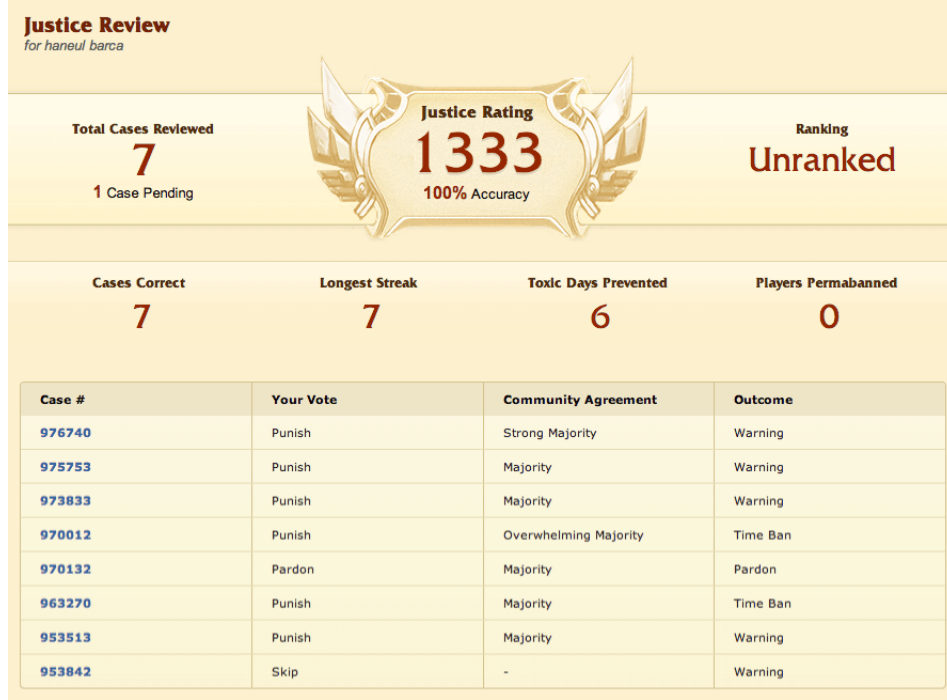 Justice Review
for haneul barca
Total Cases Reviewed
7
1 Case Pending
Justice Rating
1333
100% Accuracy
Ranking
Unranked
Cases Correct Longest Streak Toxic Days Prevented Players Permabanned
7 7 6 0
Case # Your Vote Community Agreement Outcome
976740 Punish Strong Majority Warning
975753 Punish Majority Warning
973833 Punish Majority Warning
970012 Punish Overwhelming Majority Time Ban
970132 Pardon Majority Pardon
963270 Punish Majority Time Ban
953513 Punish Majority Warning
953842 Skip - Warning